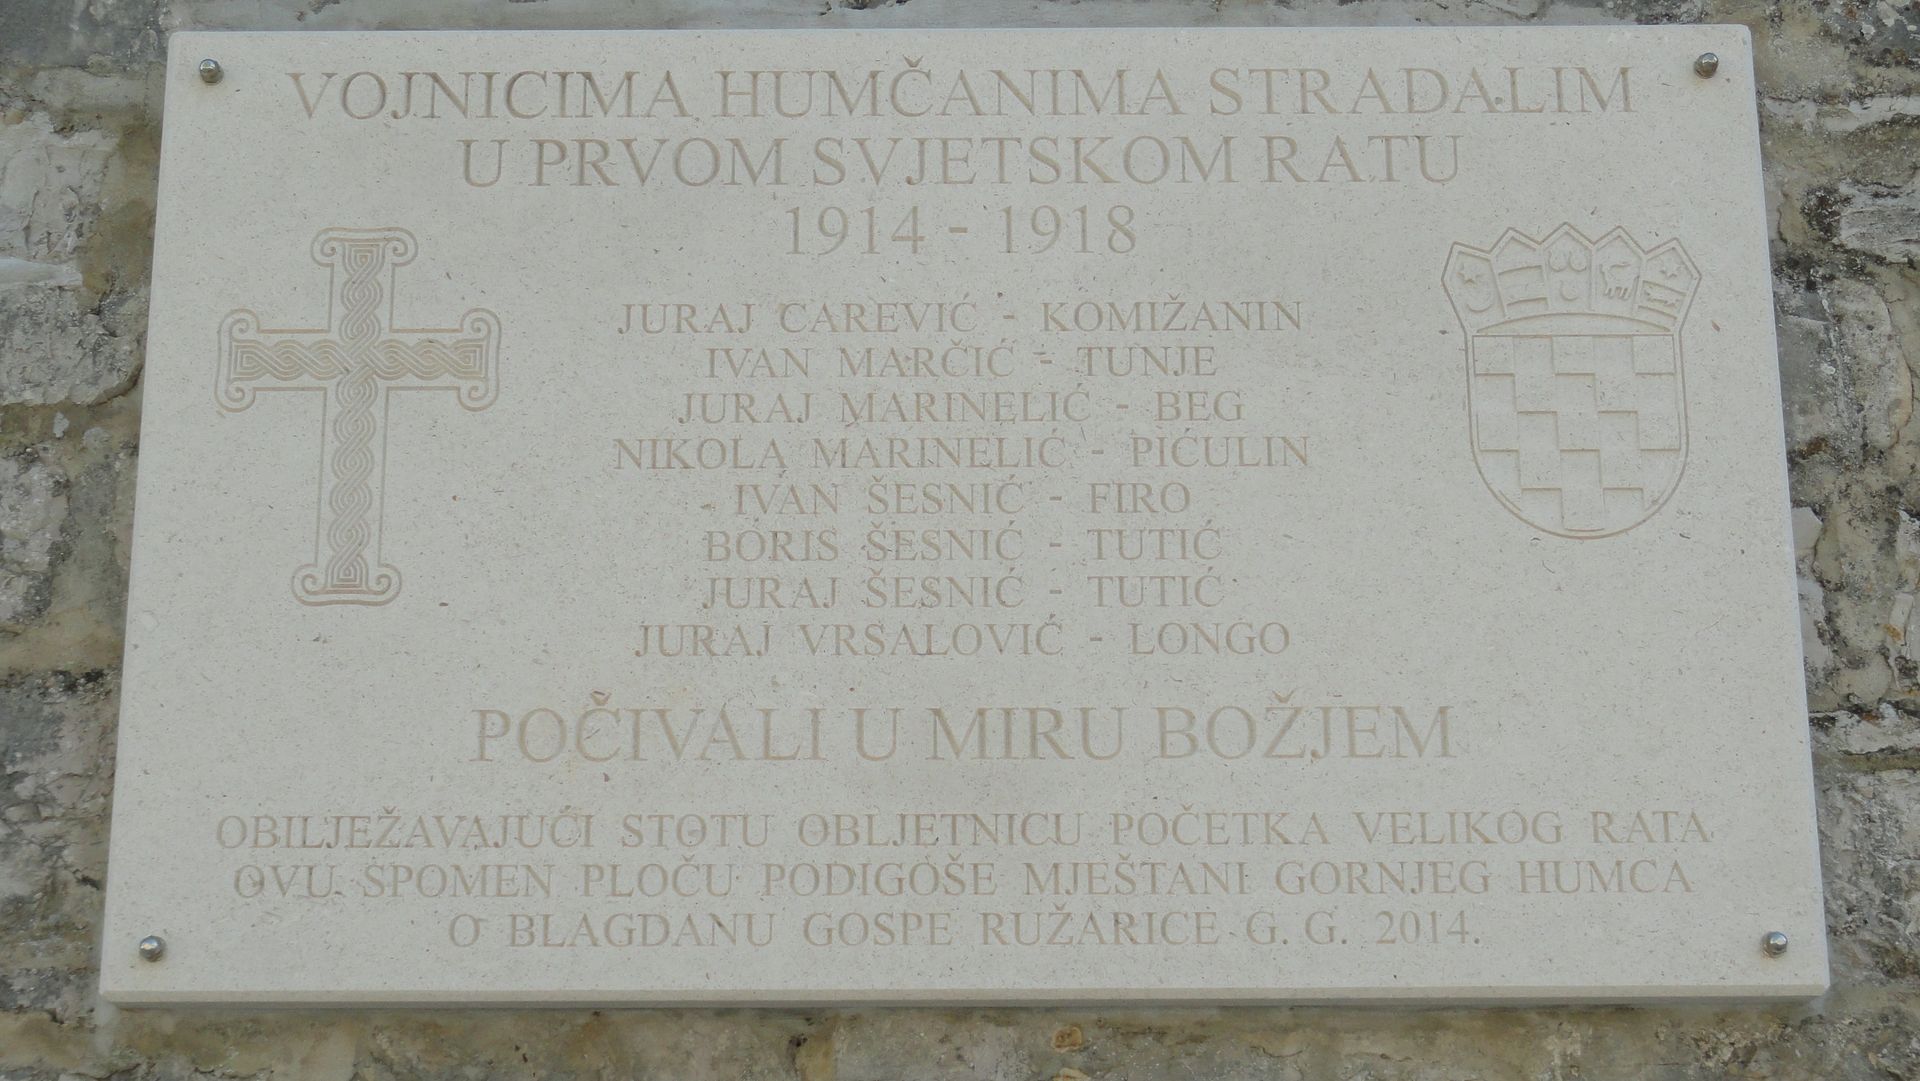 VOJNICIMA HUMČANIMA STRADALIM
U PRVOM SVJETSKOM RATU
1914 - 1918
JURAJ CAREVIĆ - KOMIŽANIN
IVAN MARČIĆ - TUNJE
JURAJ MARINELIĆ - BEG
NIKOLA MARINELIĆ - PIĆULIN
IVAN ŠESNIĆ - FIRO
BORIS ŠESNIĆ - TUTIĆ
JURAJ ŠESNIĆ - TUTIĆ
JURAJ VRSALOVIĆ - LONGO
POČIVALI U MIRU BOŽJEM
OBILJEŽAVAJUĆI STOTU OBLJETNICU POČETKA VELIKOG RATA
OVU SPOMEN PLOČU PODIGOŠE MJEŠTANI GORNJEG HUMCA
O BLAGDANU GOSPE RUŽARICE G. G. 2014.